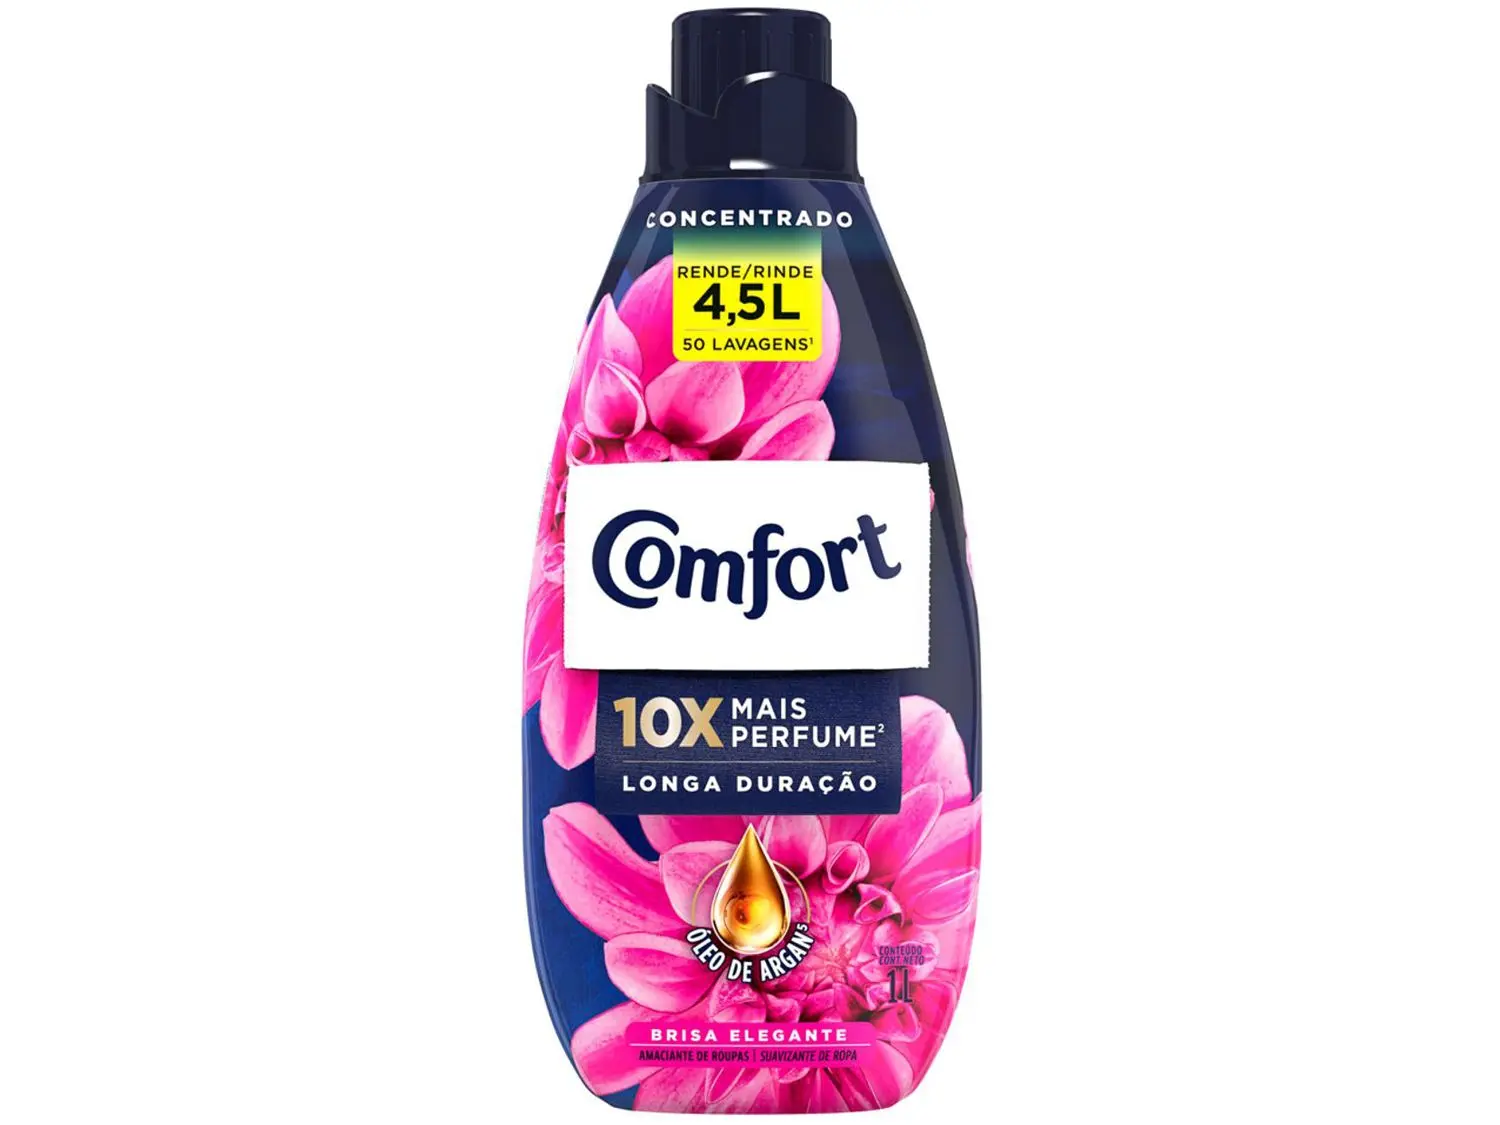 CONCENTRADO
RENDE/RINDE
4,5L
50 LAVAGENS¹
Comfort
10X MAIS
PERFUME²
LONGA DURAÇÃO
ÓLEO DE ARGAN⁵
CONTEÚDO
CONT. NETO
1L
BRISA ELEGANTE
AMACIANTE DE ROUPAS | SUAVIZANTE DE ROPA